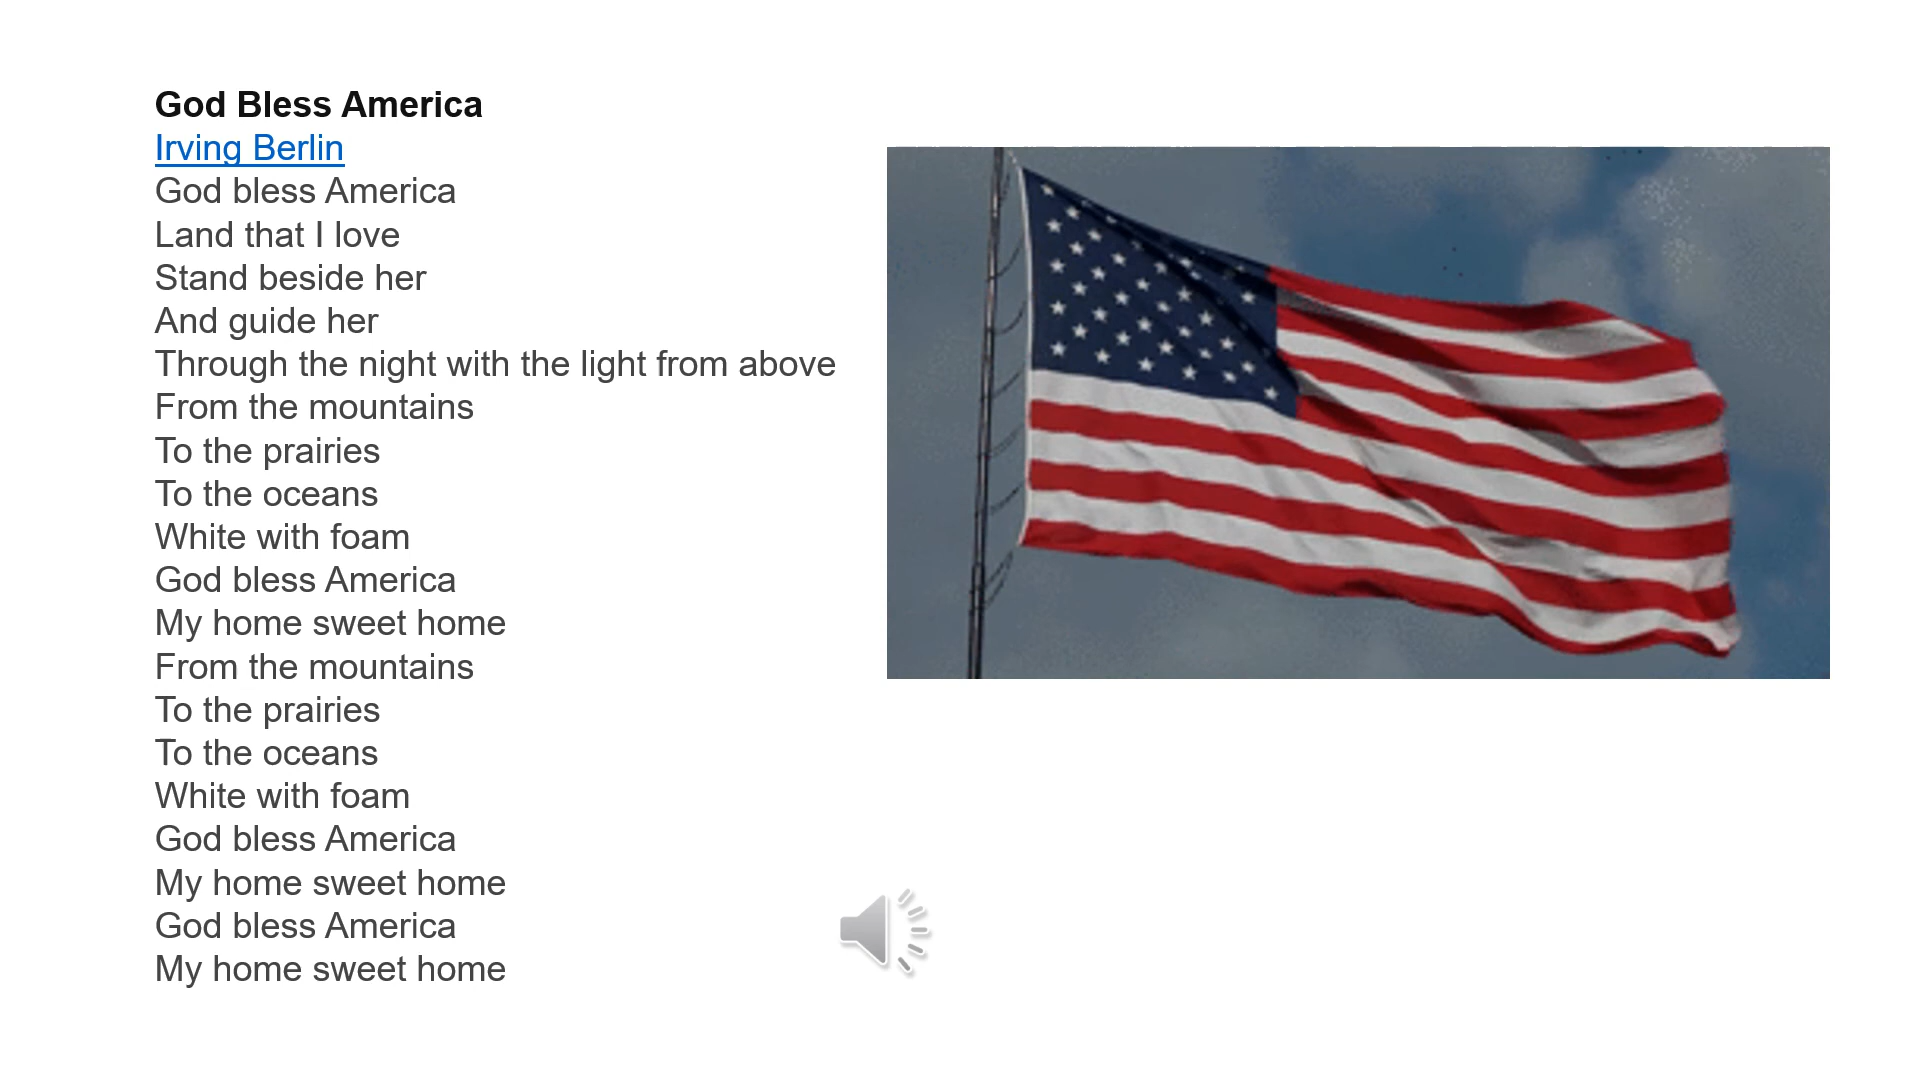 God Bless America
Irving Berlin
God bless America
Land that I love
Stand beside her
And guide her
Through the night with the light from above
From the mountains
To the prairies
To the oceans
White with foam
God bless America
My home sweet home
From the mountains
To the prairies
To the oceans
White with foam
God bless America
My home sweet home
God bless America
My home sweet home